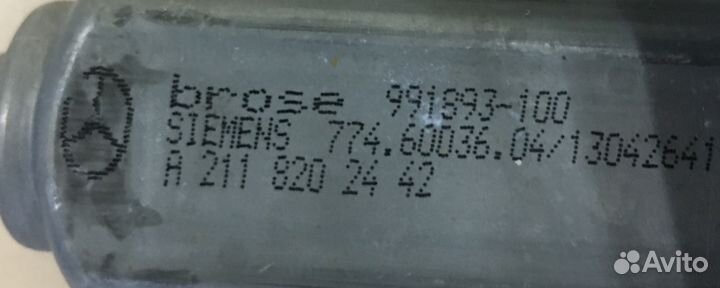 brose 991893-100
SIEMENS 774.60036.04/13042641
A 211 820 24 42
Avito